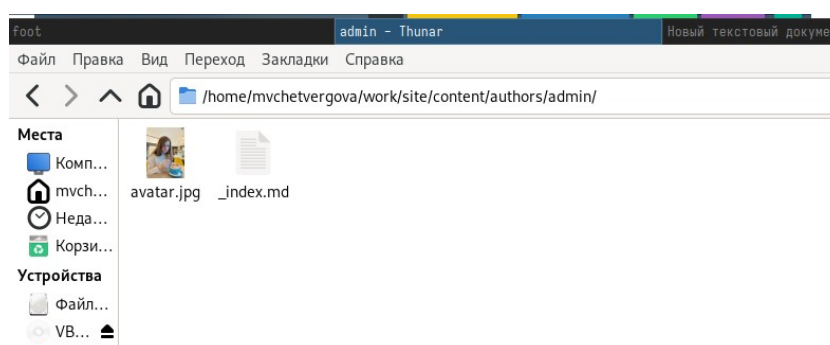 foot admin – Thunar Новый текстовый докуме
Файл Правка Вид Переход Закладки Справка
/home/mvchetvergova/work/site/content/authors/admin/
Места
Комп...
mvch...
Неда...
Корзи...
Устройства
Файл...
VB...
avatar.jpg _index.md